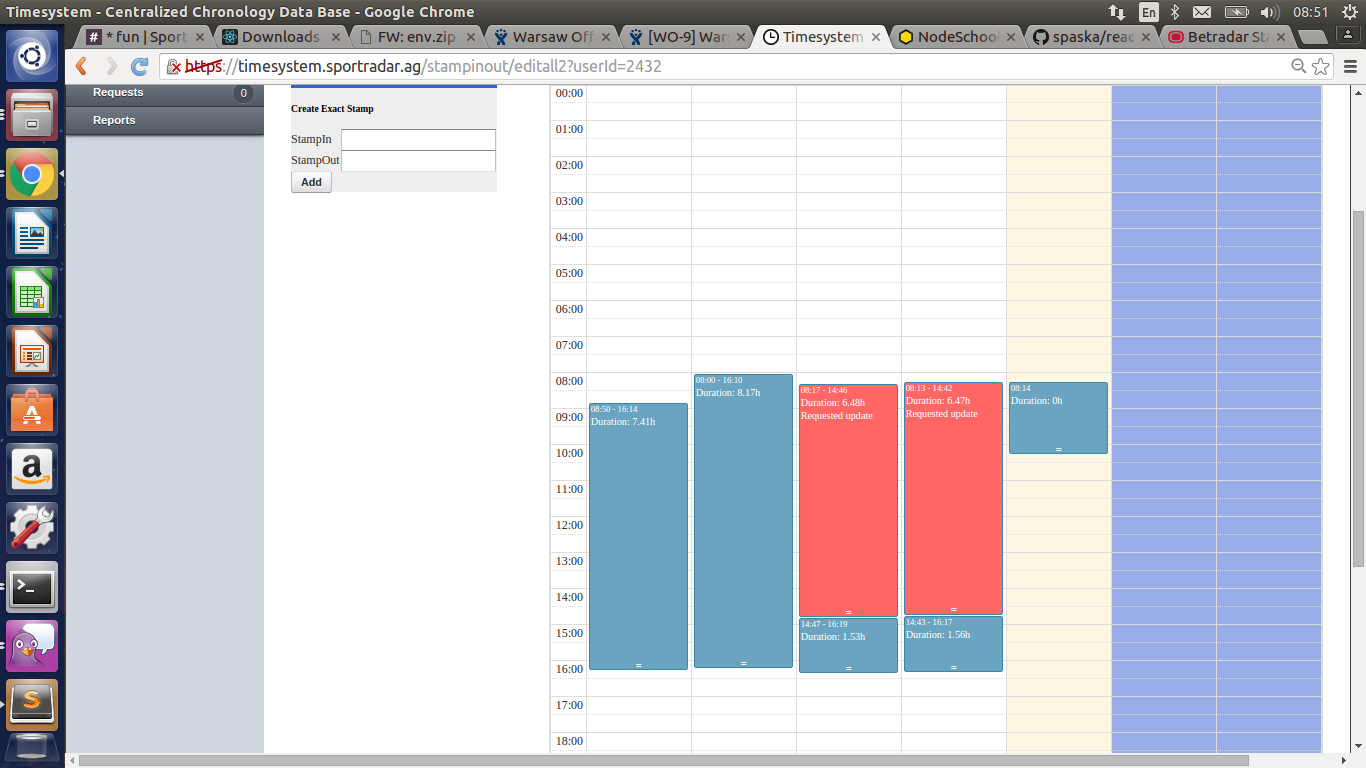 Timesystem - Centralized Chronology Data Base - Google Chrome
En
08:51
* fun | Sport
Downloads
FW: env.zip
Warsaw Off
[WO-9] Wars
Timesystem
NodeSchool
spaska/reac
Betradar Sta
https://timesystem.sportradar.ag/stampinout/editall2?userId=2432
Requests 0
Reports
Create Exact Stamp
StampIn
StampOut
Add
00:00
01:00
02:00
03:00
04:00
05:00
06:00
07:00
08:00
09:00
10:00
11:00
12:00
13:00
14:00
15:00
16:00
17:00
18:00
08:50 - 16:14
Duration: 7.41h
08:00 - 16:10
Duration: 8.17h
08:17 - 14:46
Duration: 6.48h
Requested update
14:47 - 16:19
Duration: 1.53h
08:13 - 14:42
Duration: 6.47h
Requested update
14:43 - 16:17
Duration: 1.56h
08:14
Duration: 0h